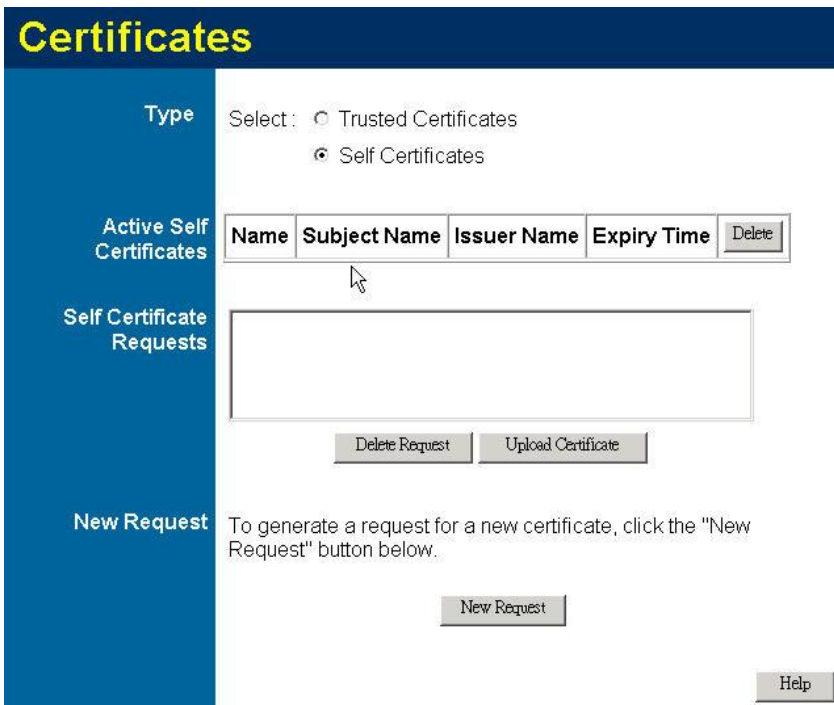 Certificates
Type
Select : Trusted Certificates
Self Certificates
Active Self
Certificates
Name Subject Name Issuer Name Expiry Time Delete
Self Certificate
Requests
Delete Request Upload Certificate
New Request
To generate a request for a new certificate, click the "New
Request" button below.
New Request
Help